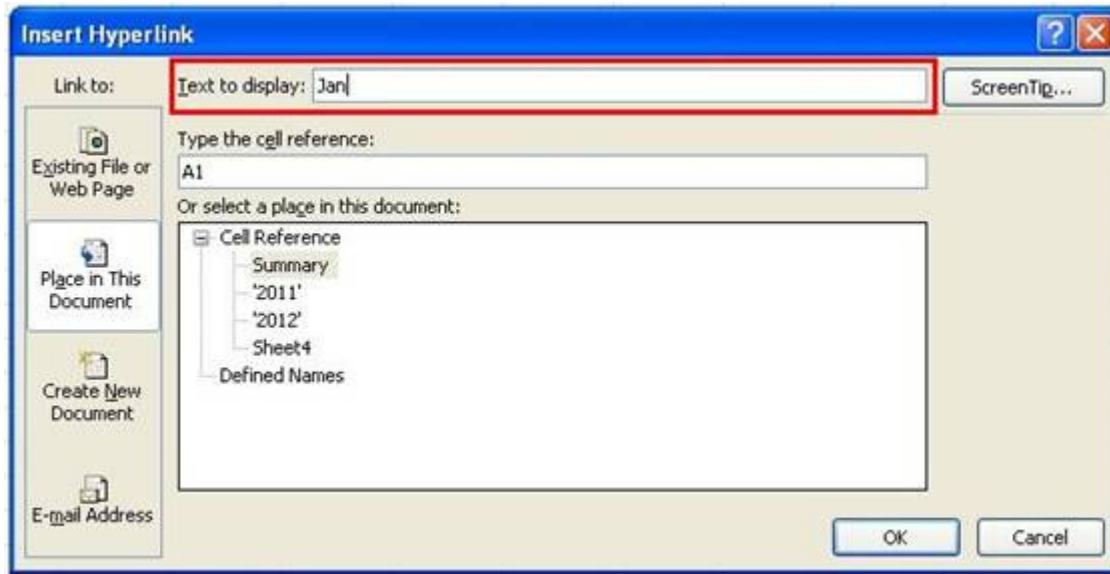 Insert Hyperlink
?
Link to:
Text to display: Jan
ScreenTip...
Existing File or
Web Page
Type the cell reference:
A1
Or select a place in this document:
Cell Reference
Summary
'2011'
'2012'
Sheet4
Defined Names
Place in This
Document
Create New
Document
E-mail Address
OK
Cancel